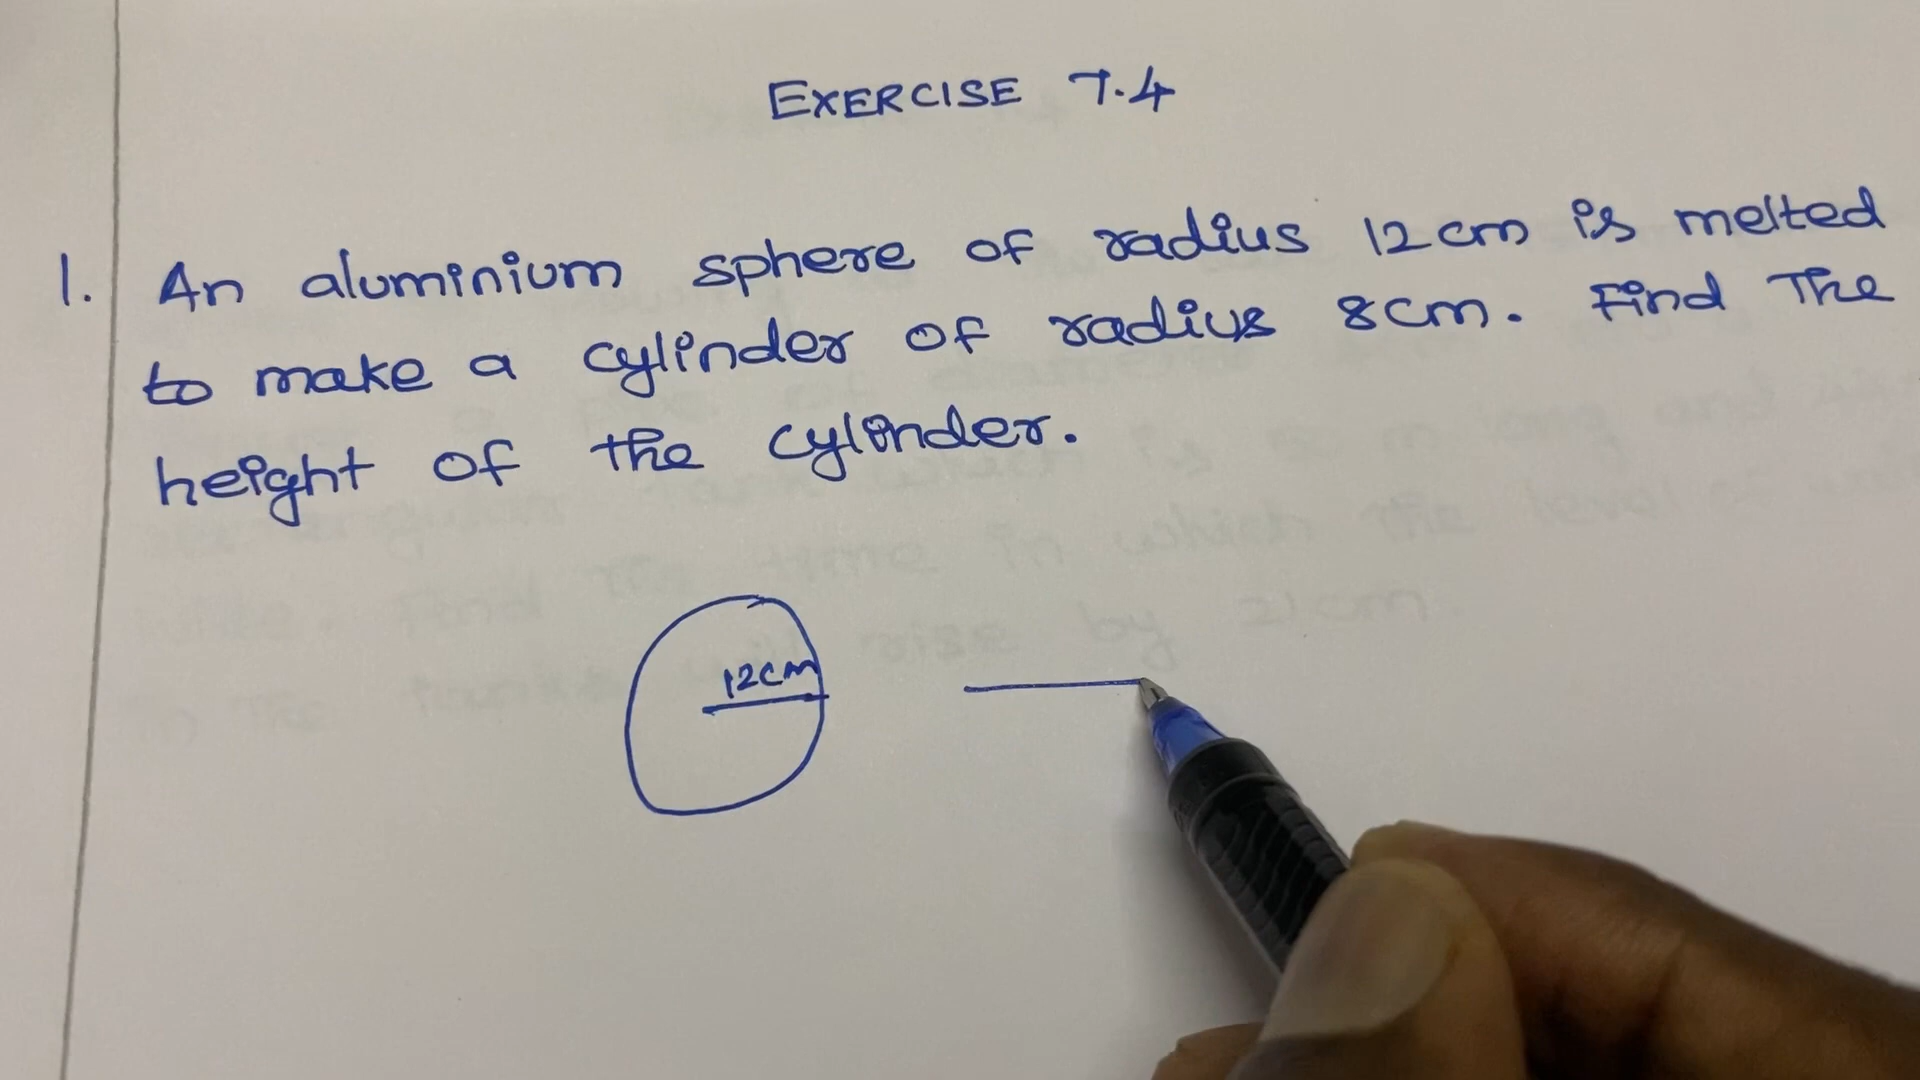 EXERCISE 7.4
1. An aluminium sphere of radius 12cm is melted
to make a cylinder of radius 8cm. Find The
height of the cylinder.
12cm